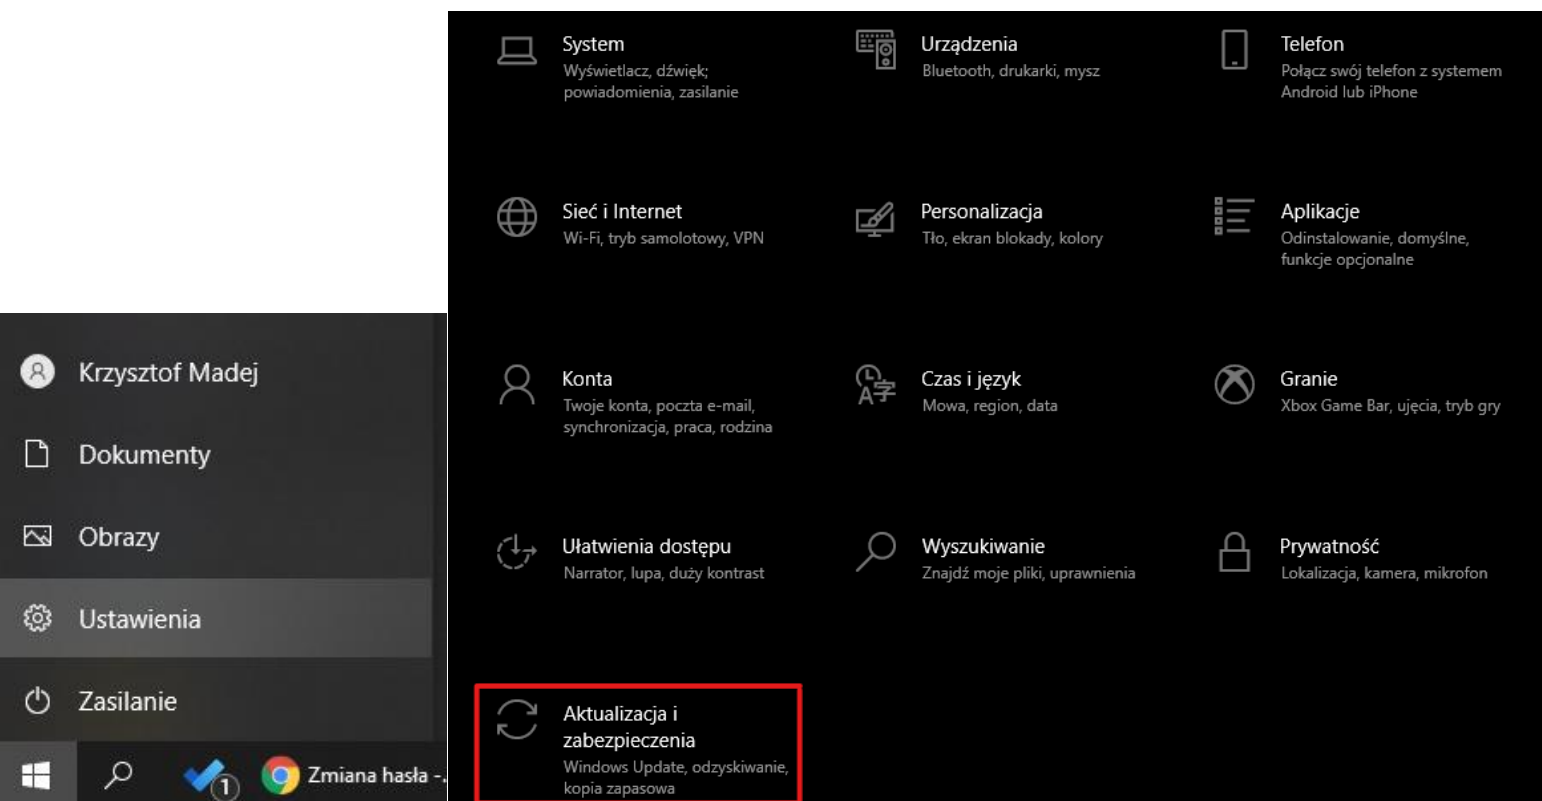 Krzysztof Madej
Dokumenty
Obrazy
Ustawienia
Zasilanie
1
Zmiana hasła -.
System
Wyświetlacz, dźwięk;
powiadomienia, zasilanie
Urządzenia
Bluetooth, drukarki, mysz
Telefon
Połącz swój telefon z systemem
Android lub iPhone
Sieć i Internet
Wi-Fi, tryb samolotowy, VPN
Personalizacja
Tło, ekran blokady, kolory
Aplikacje
Odinstalowanie, domyślne,
funkcje opcjonalne
Konta
Twoje konta, poczta e-mail,
synchronizacja, praca, rodzina
Czas i język
Mowa, region, data
Granie
Xbox Game Bar, ujęcia, tryb gry
Ułatwienia dostępu
Narrator, lupa, duży kontrast
Wyszukiwanie
Znajdź moje pliki, uprawnienia
Prywatność
Lokalizacja, kamera, mikrofon
Aktualizacja i
zabezpieczenia
Windows Update, odzyskiwanie,
kopia zapasowa